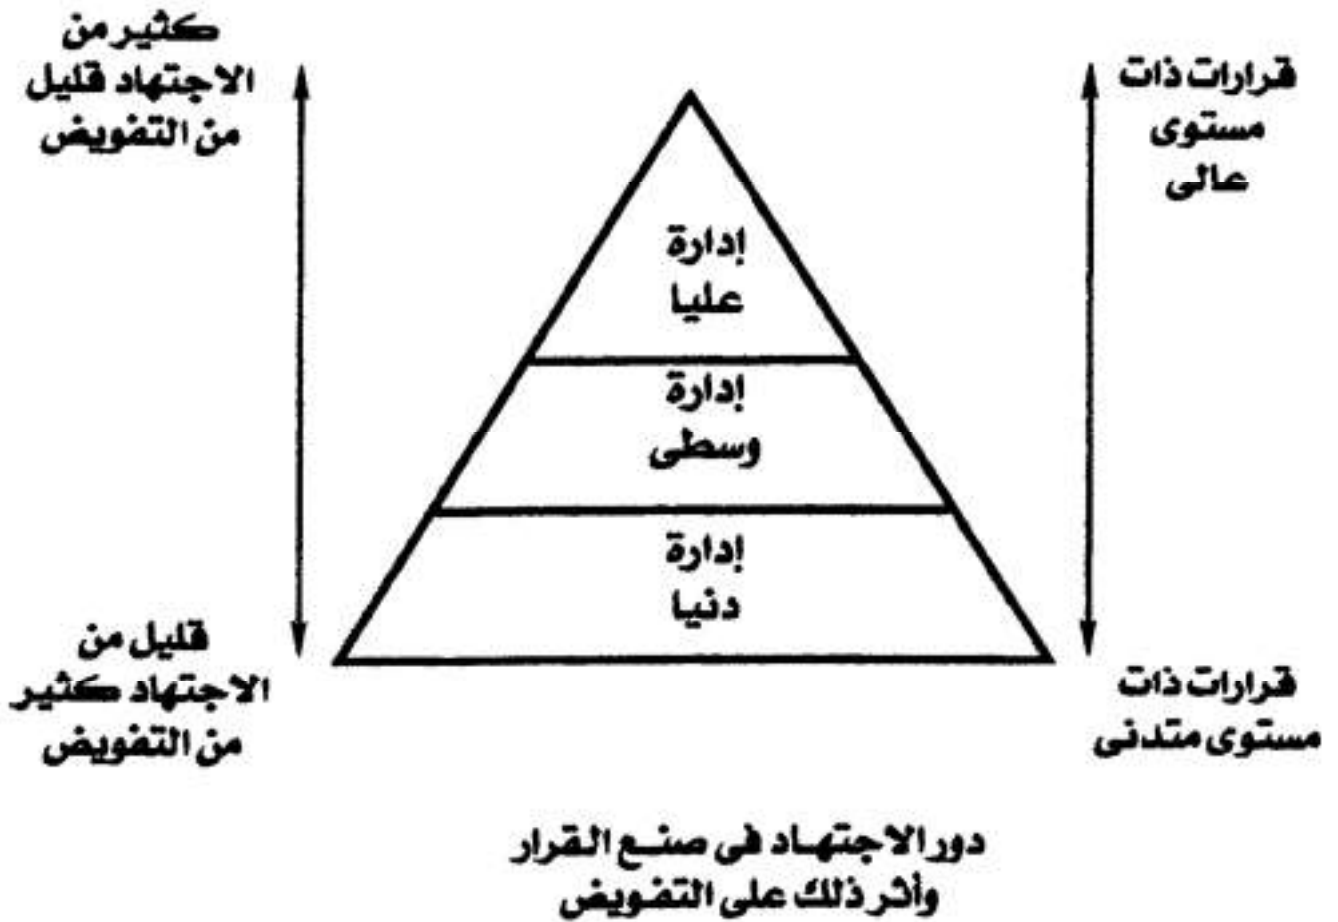 كثير من
الاجتهاد قليل
من التفويض
قرارات ذات
مستوى
عالى
إدارة
عليا
إدارة
وسطى
إدارة
دنيا
قليل من
الاجتهاد كثير
من التفويض
قرارات ذات
مستوى متدنى
دور الاجتهاد فى صنع القرار
وأثر ذلك على التفويض